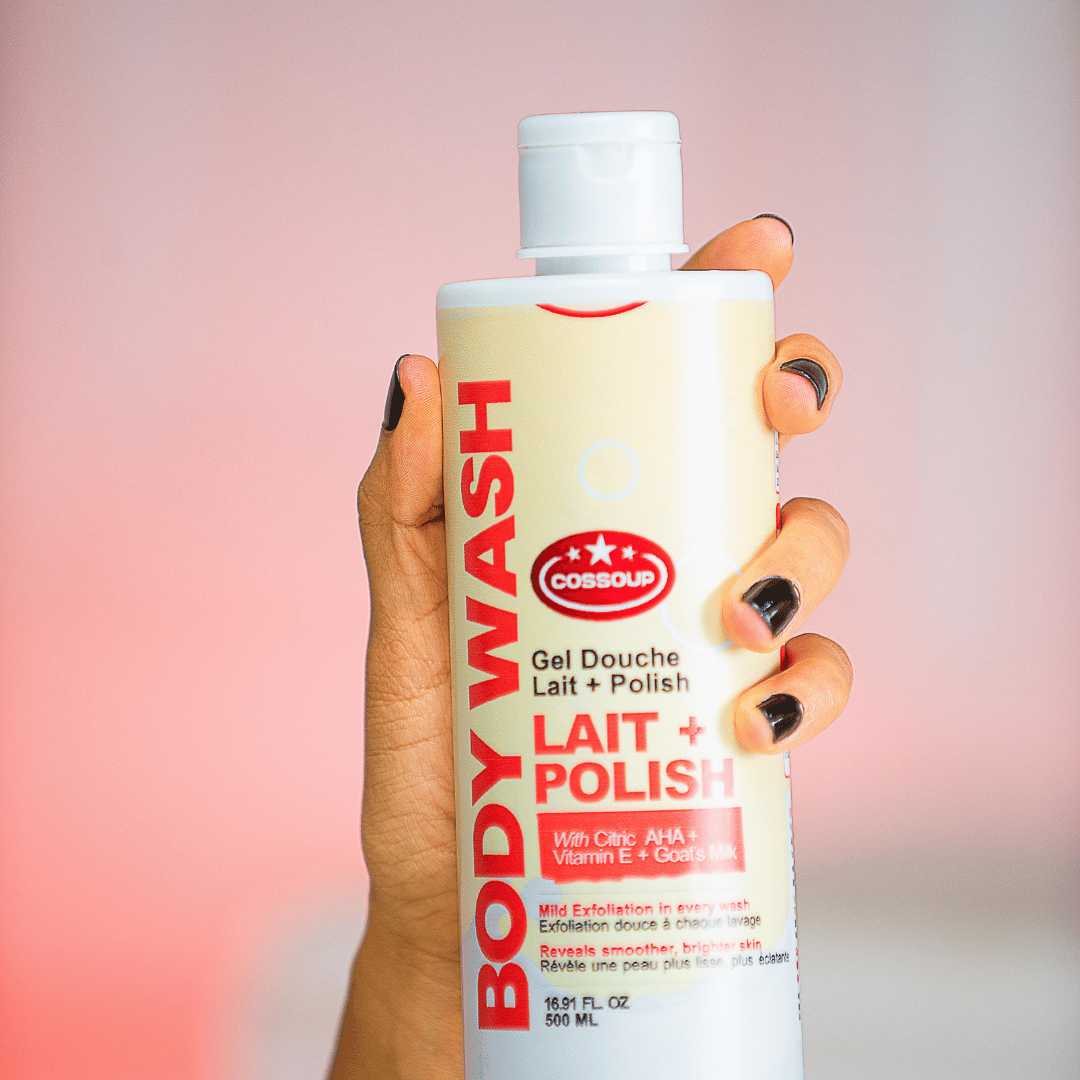 BODY WASH
COSSOUP
Gel Douche
Lait + Polish
LAIT +
POLISH
With Citric AHA +
Vitamin E + Goat's Milk
Mild Exfoliation in every wash
Exfoliation douce à chaque lavage
Reveals smoother, brighter skin
Révèle une peau plus lisse, plus éclatante
16.91 FL. OZ
500 ML